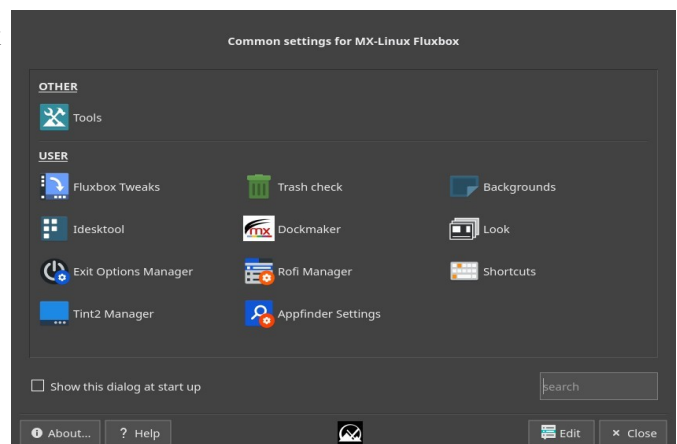 Common settings for MX-Linux Fluxbox
OTHER
Tools
USER
Fluxbox Tweaks
Trash check
Backgrounds
Idesktool
mx
Dockmaker
Look
Exit Options Manager
Rofi Manager
Shortcuts
Tint2 Manager
Appfinder Settings
Show this dialog at start up
search
About...
? Help
Edit
× Close